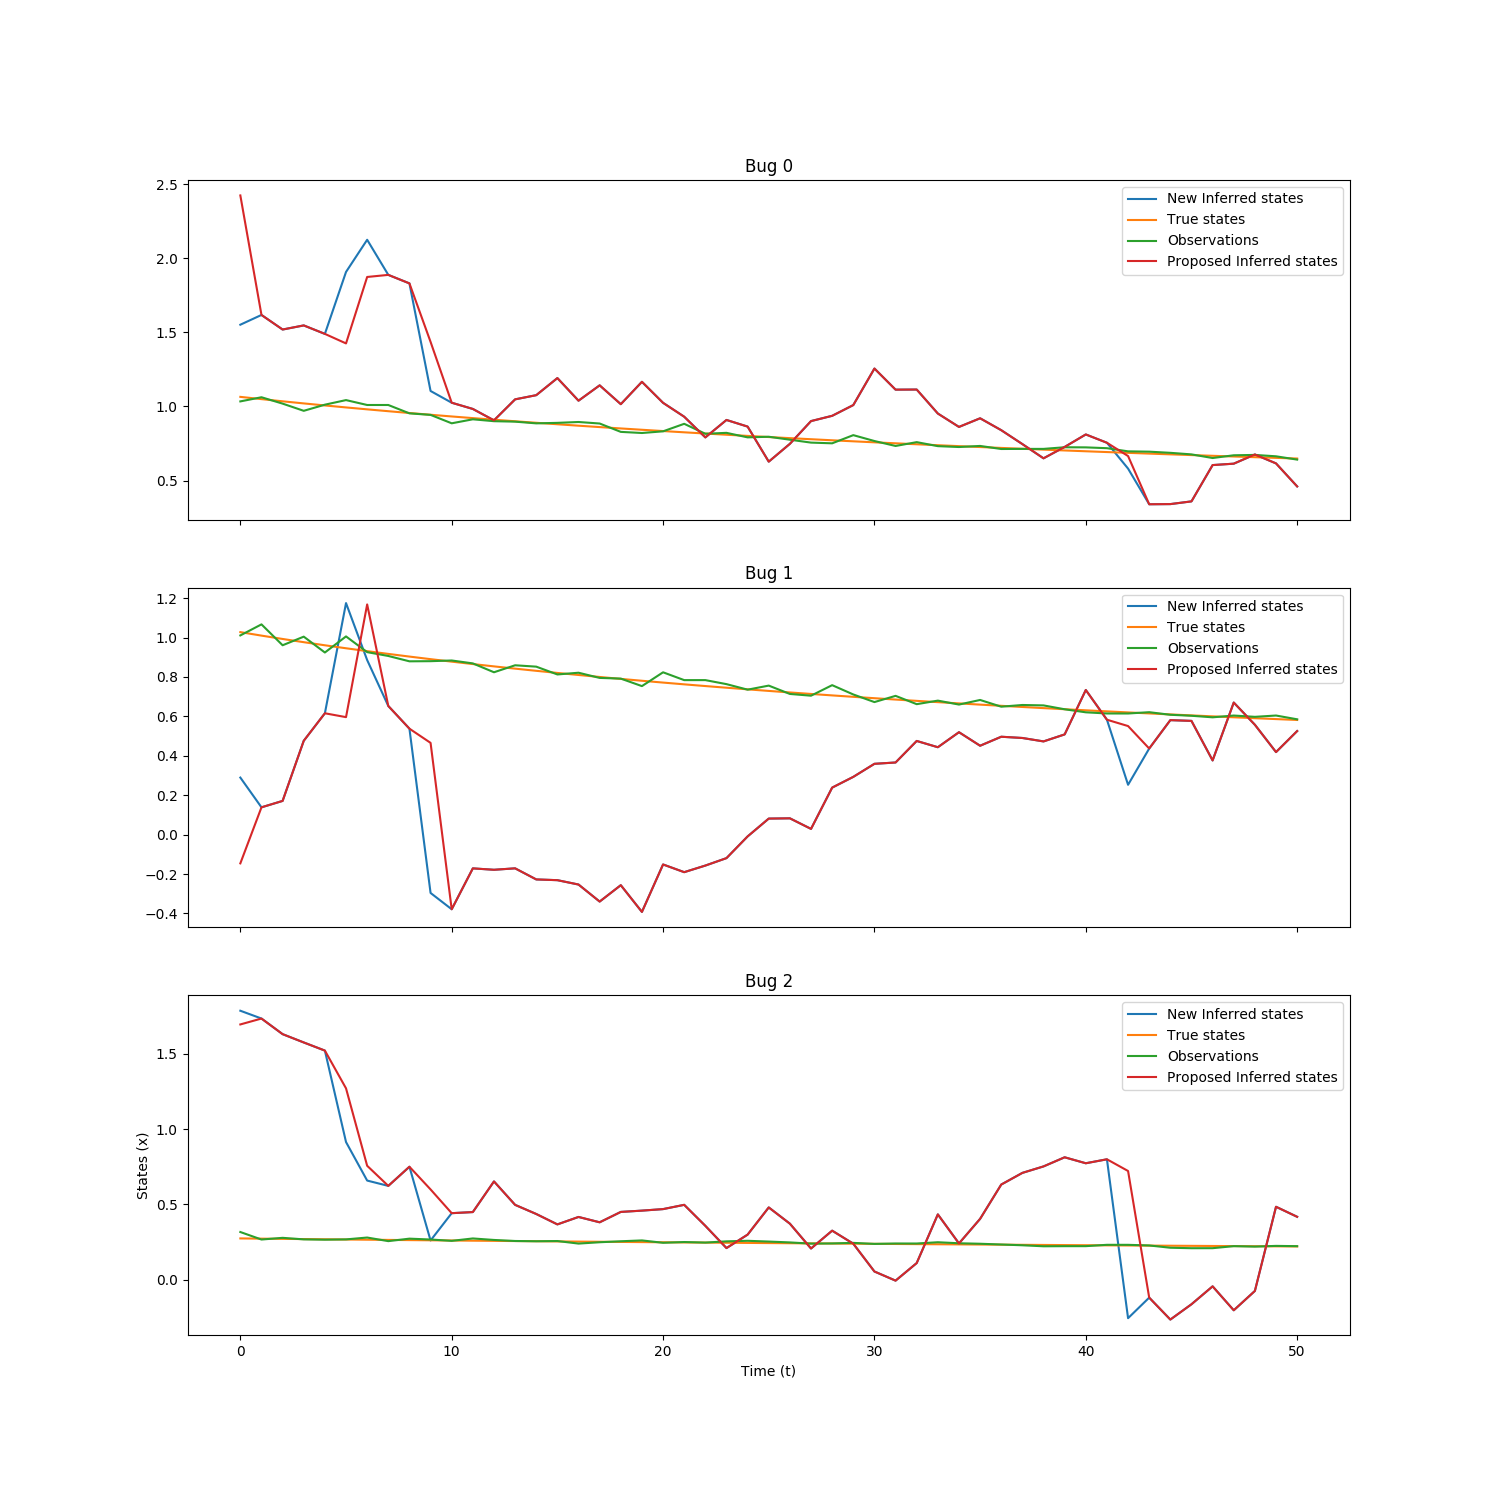 Bug 0
2.5
2.0
1.5
1.0
0.5
New Inferred states
True states
Observations
Proposed Inferred states
Bug 1
1.2
1.0
0.8
0.6
0.4
0.2
0.0
−0.2
−0.4
New Inferred states
True states
Observations
Proposed Inferred states
Bug 2
1.5
1.0
0.5
0.0
States (x)
New Inferred states
True states
Observations
Proposed Inferred states
0 10 20 30 40 50
Time (t)